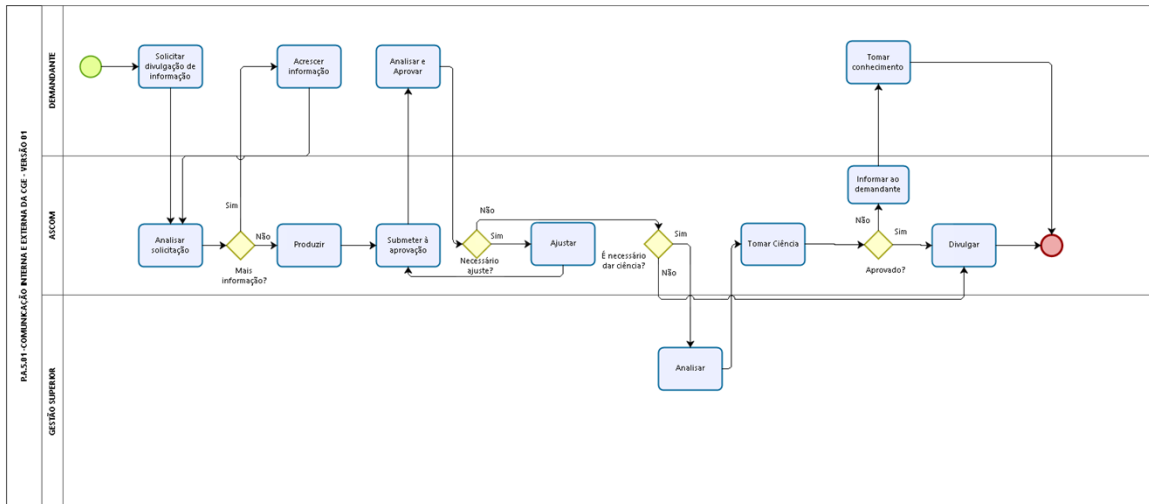 P.A.5.01 - COMUNICAÇÃO INTERNA E EXTERNA DA CGE - VERSÃO 01
DEMANDANTE
Solicitar
divulgação de
informação
Acrescer
informação
Analisar e
Aprovar
Tomar
conhecimento
ASCOM
Analisar
solicitação
Sim
Não
Mais
informação?
Produzir
Submeter à
aprovação
Não
Sim
Necessário
ajuste?
Ajustar
É necessário
dar ciência?
Sim
Não
Tomar Ciência
Informar ao
demandante
Não
Sim
Aprovado?
Divulgar
GESTÃO SUPERIOR
Analisar